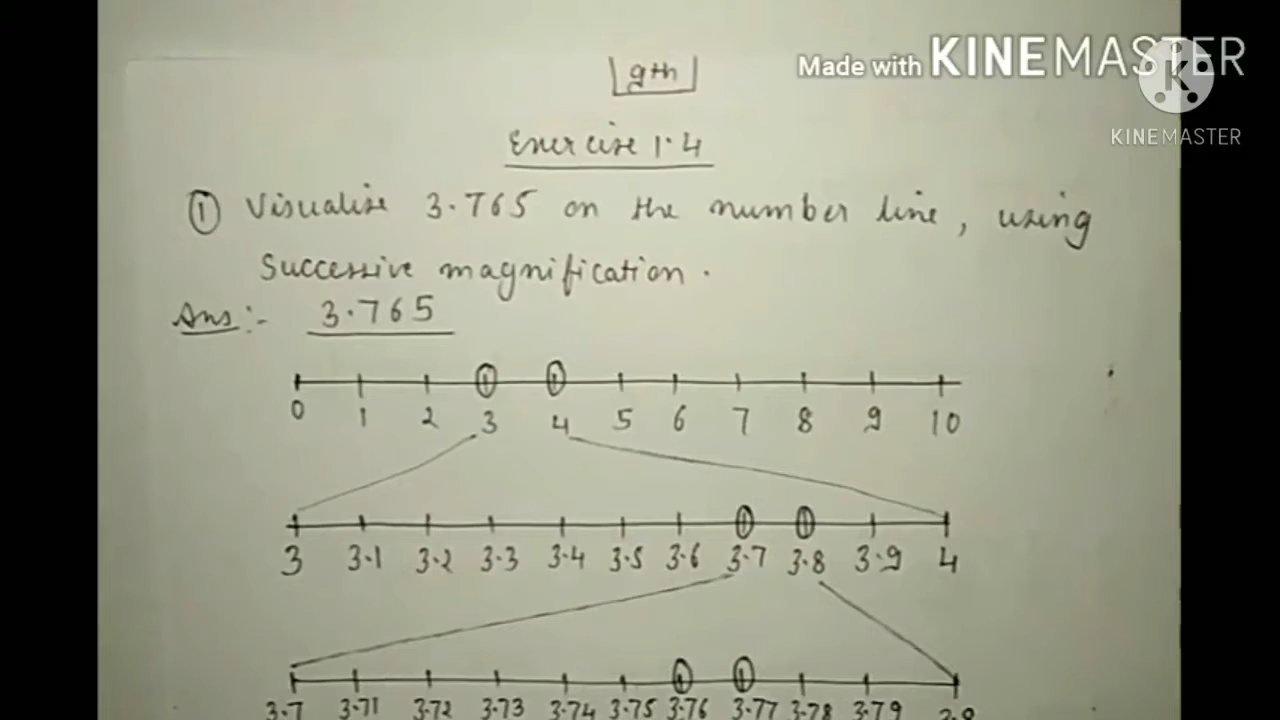 Made with KINEMASTER
K
KINEMASTER
9th
Exercise 1.4
① Visualise 3.765 on the number line, using
Successive magnification.
Ans:- 3.765
0 1 2 3 4 5 6 7 8 9 10
3 3.1 3.2 3.3 3.4 3.5 3.6 3.7 3.8 3.9 4
3.7 3.71 3.72 3.73 3.74 3.75 3.76 3.77 3.78 3.79 3.8